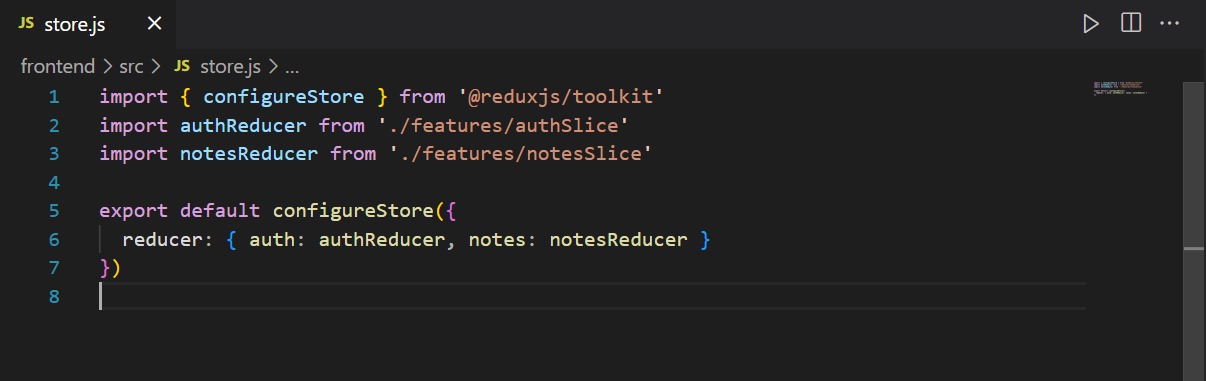 JS store.js ×
frontend > src > JS store.js > ...
1 import { configureStore } from '@reduxjs/toolkit'
2 import authReducer from './features/authSlice'
3 import notesReducer from './features/notesSlice'
4
5 export default configureStore({
6   reducer: { auth: authReducer, notes: notesReducer }
7 })
8